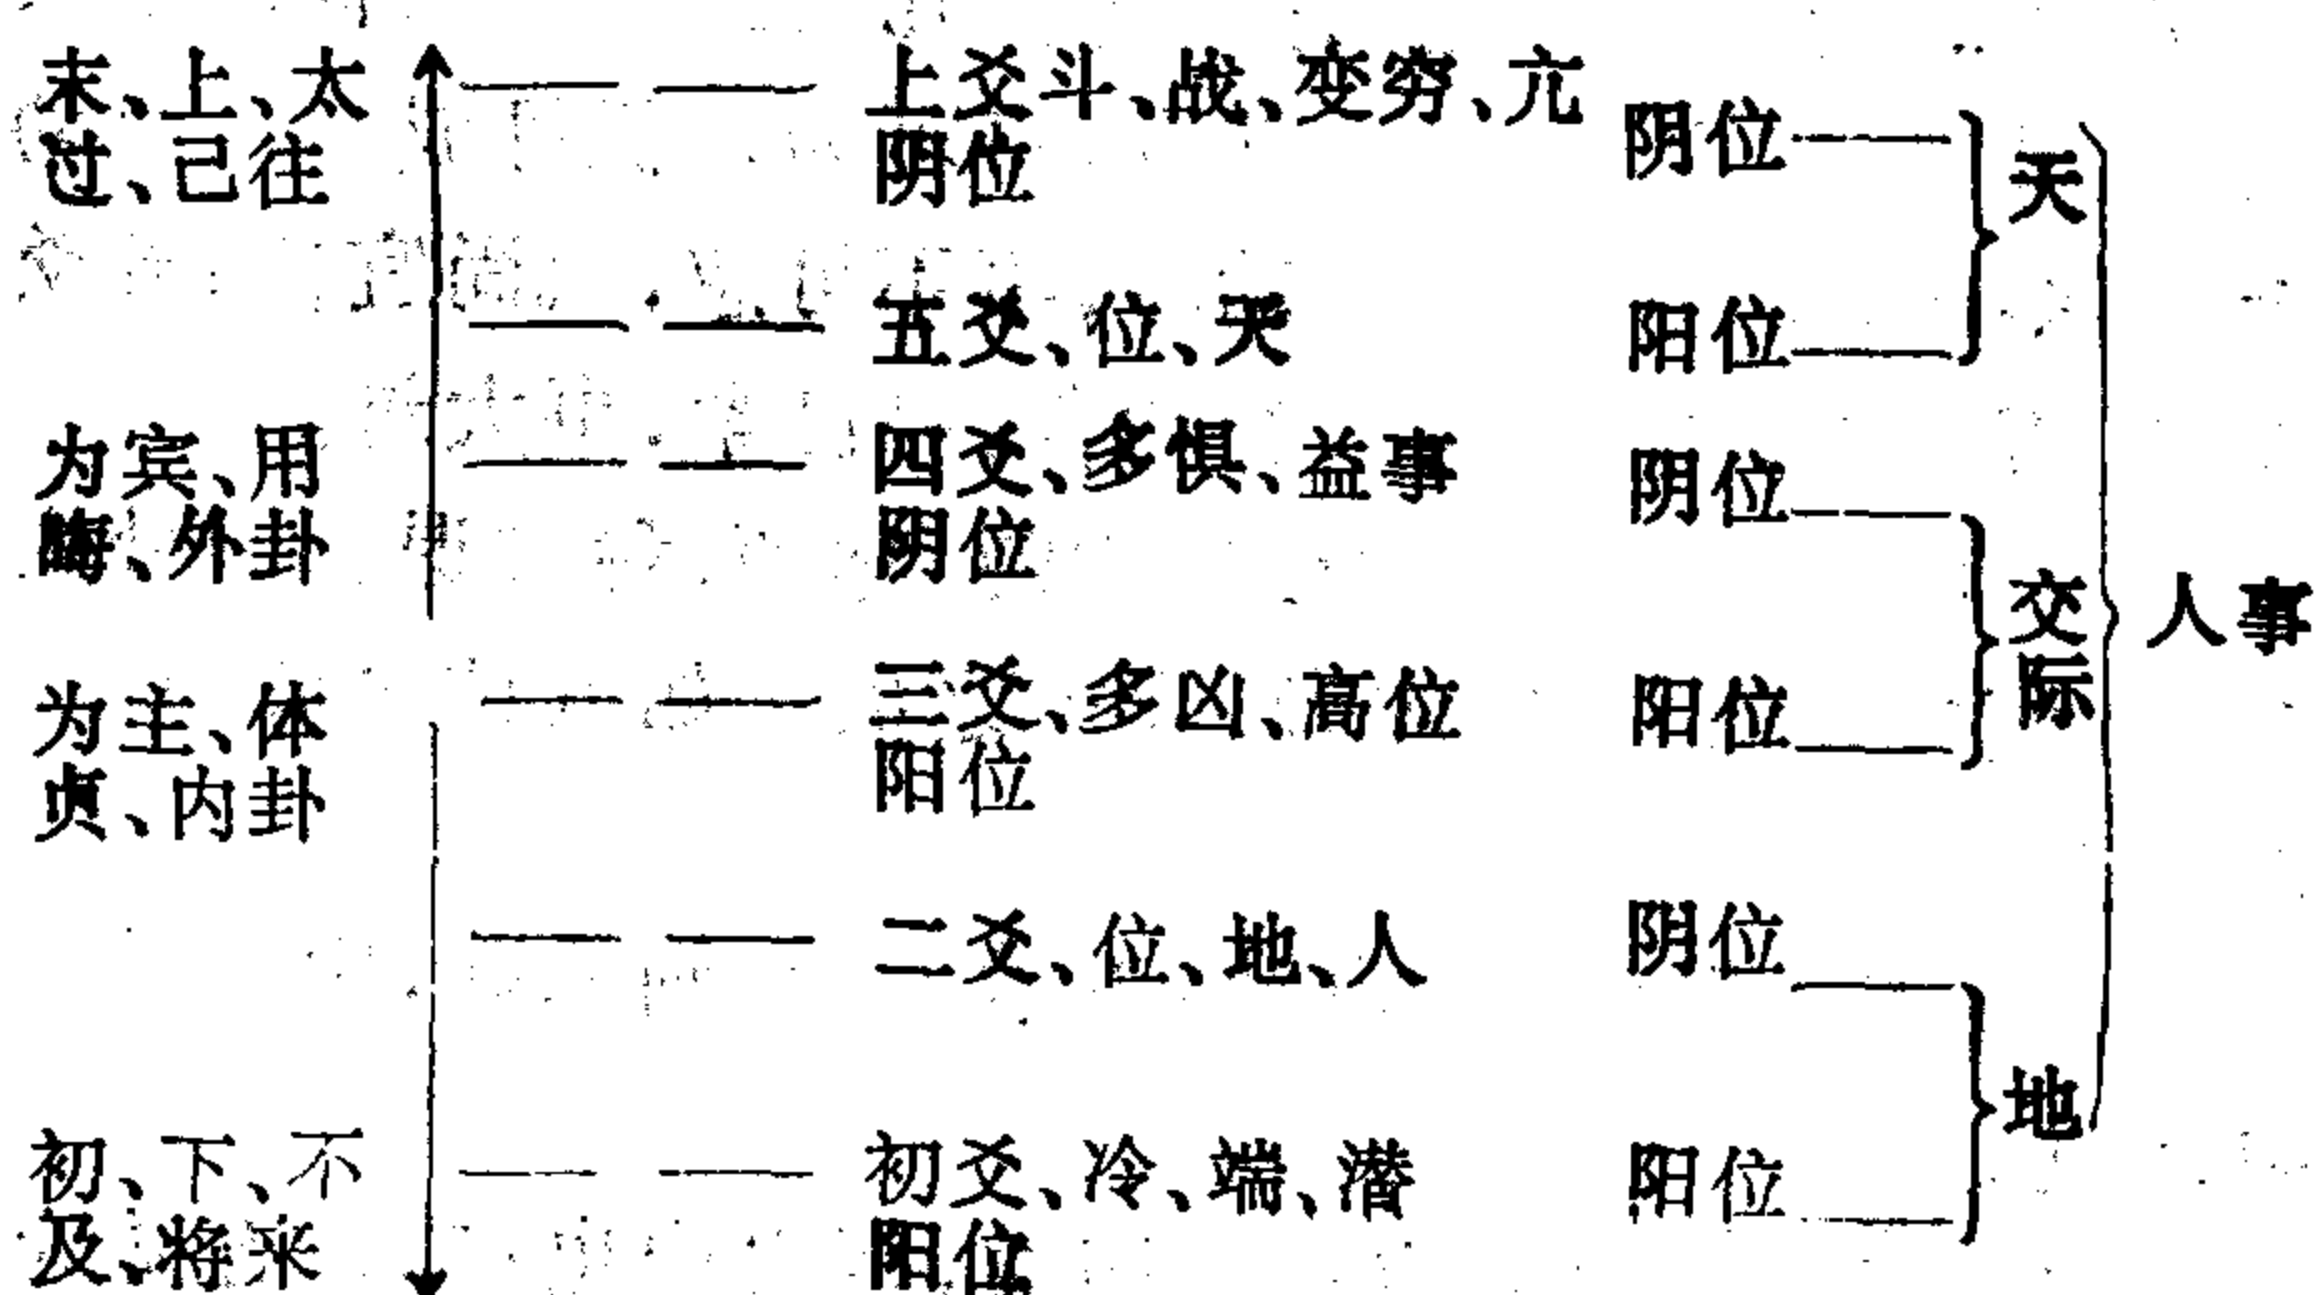 末、上、太
过、己往
上爻斗、战、变穷、亢
阴位
阴位
天
五爻、位、天
阳位
为宾、用
晦、外卦
四爻、多惧、益事
阴位
阴位
交际
人事
为主、体
贞、内卦
三爻、多凶、高位
阳位
阳位
二爻、位、地、人
阴位
地
初、下、不
及、将来
初爻、冷、端、潜
阳位
阳位